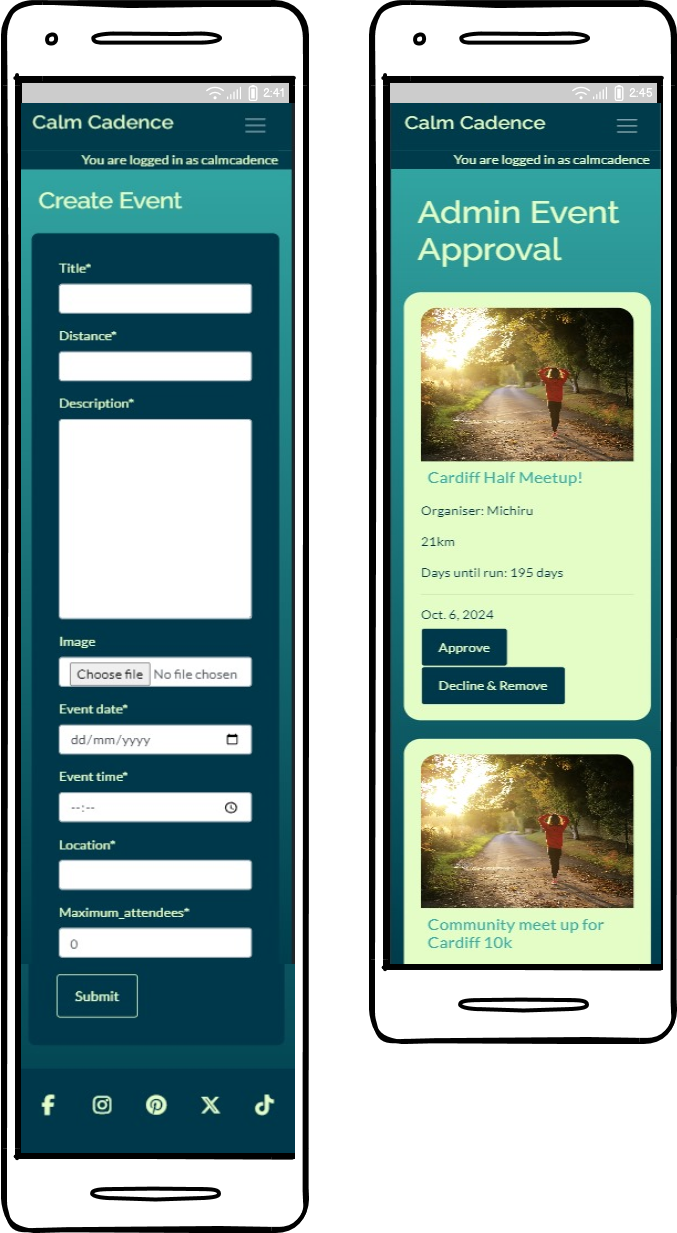 2:41
Calm Cadence
You are logged in as calmcadence
Create Event
Title*
Distance*
Description*
Image
Choose file No file chosen
Event date*
dd/mm/yyyy
Event time*
--:--
Location*
Maximum_attendees*
0
Submit
2:45
Calm Cadence
You are logged in as calmcadence
Admin Event
Approval
Cardiff Half Meetup!
Organiser: Michiru
21km
Days until run: 195 days
Oct. 6, 2024
Approve
Decline & Remove
Community meet up for
Cardiff 10k